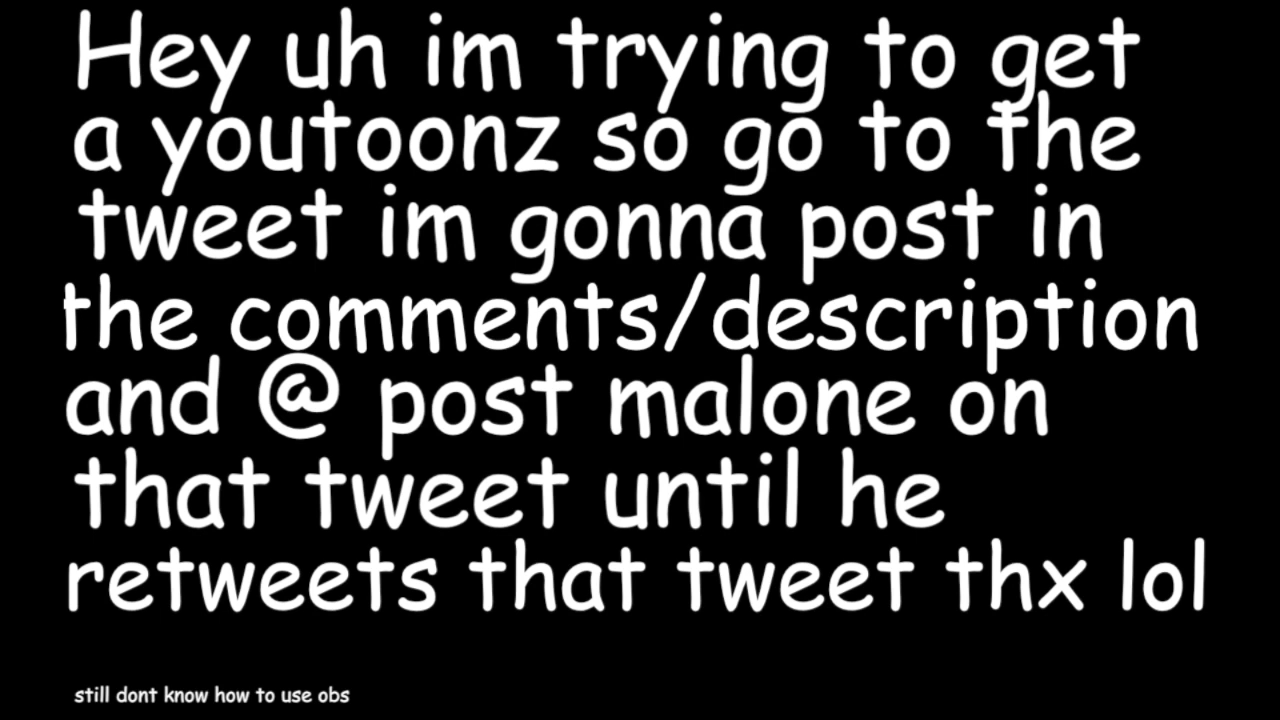 Hey uh im trying to get
a youtoonz so go to the
tweet im gonna post in
the comments/description
and @ post malone on
that tweet until he
retweets that tweet thx lol
still dont know how to use obs